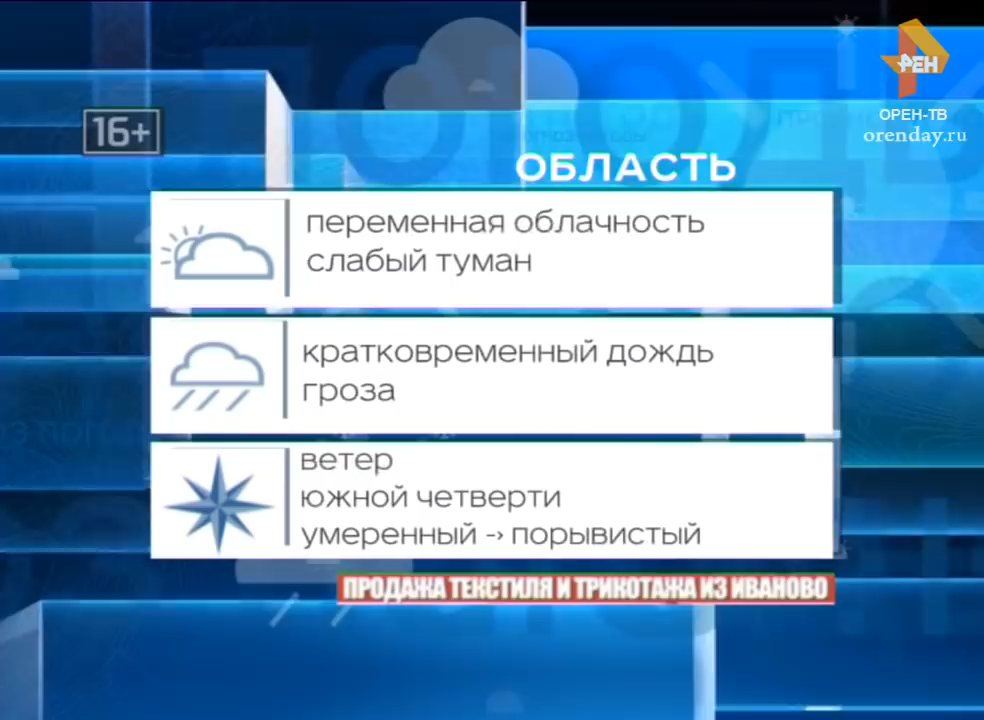 РЕН
ОРЕН-ТВ
orenday.ru
16+
ОБЛАСТЬ
переменная облачность
слабый туман
кратковременный дождь
гроза
ветер
южной четверти
умеренный -> порывистый
ПРОДАЖА ТЕКСТИЛЯ И ТРИКОТАЖА ИЗ ИВАНОВО